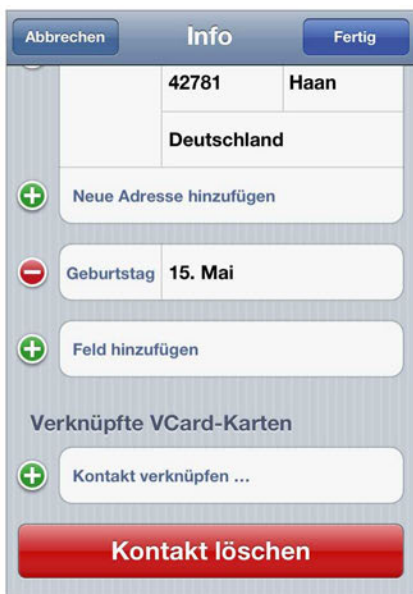 Abbrechen Info Fertig
42781 Haan
Deutschland
Neue Adresse hinzufügen
Geburtstag 15. Mai
Feld hinzufügen
Verknüpfte VCard-Karten
Kontakt verknüpfen ...
Kontakt löschen